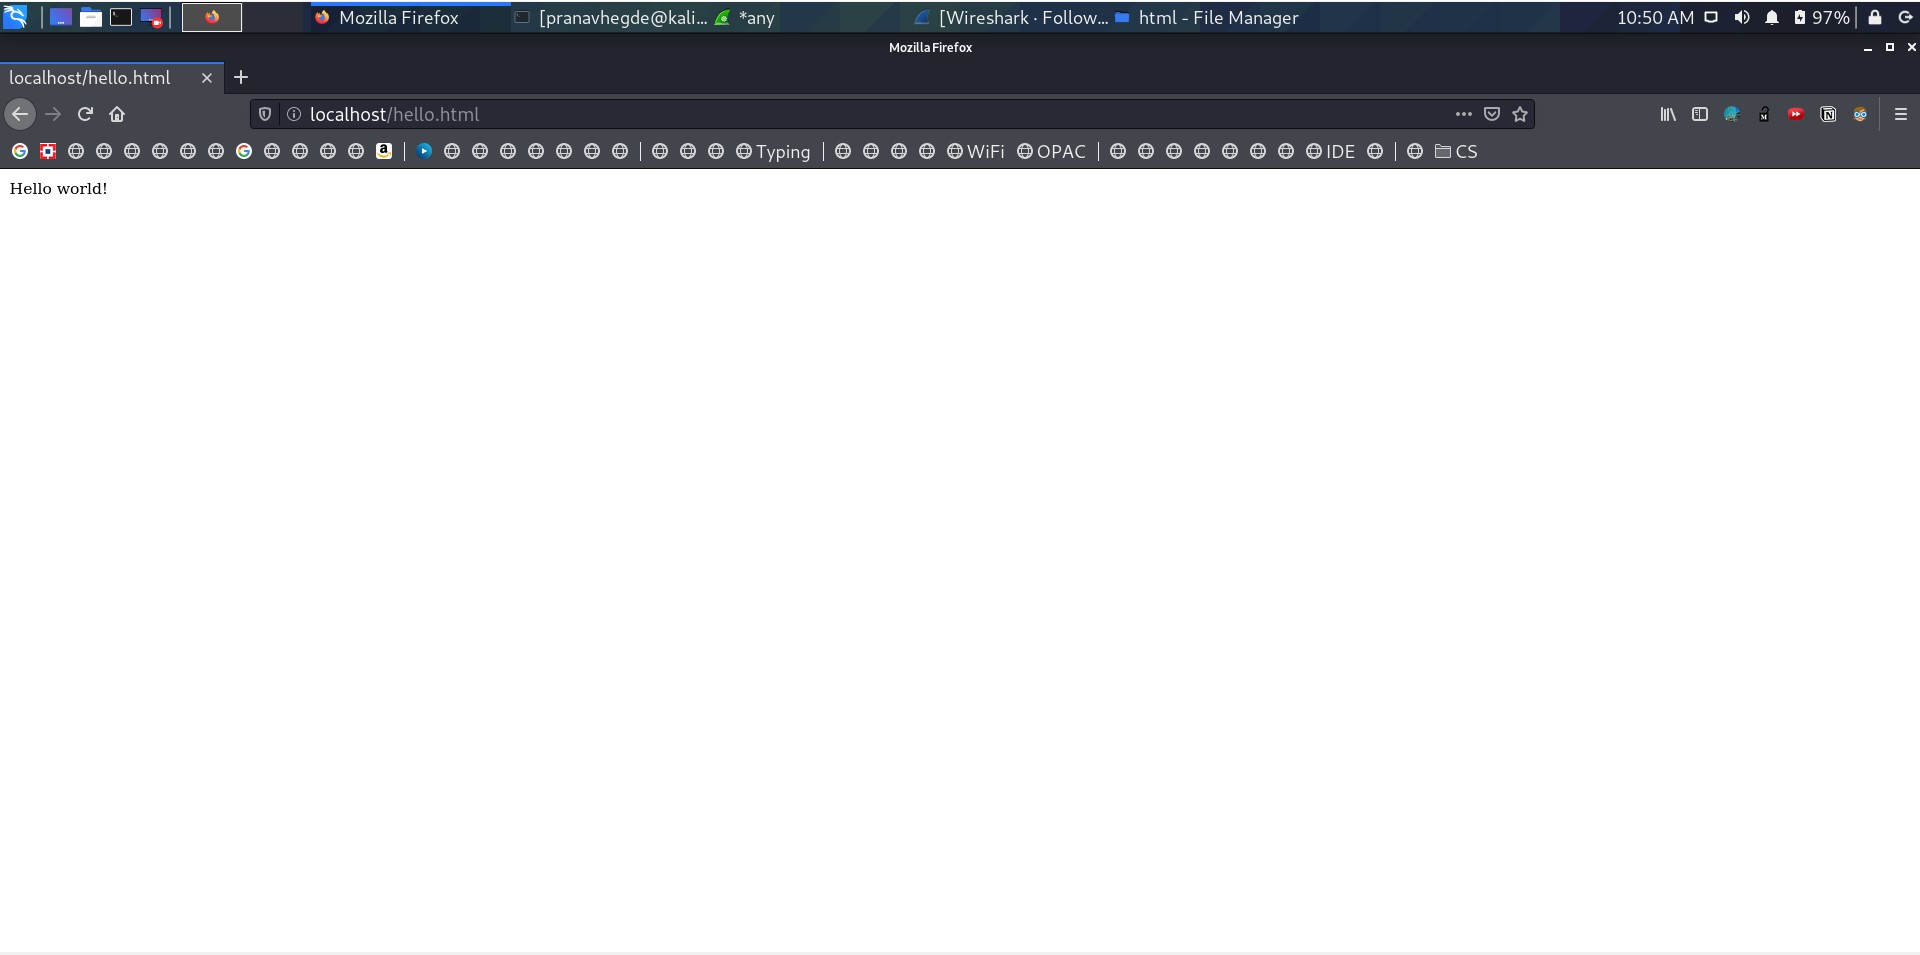 Mozilla Firefox [pranavhegde@kali... *any [Wireshark · Follow... html - File Manager 10:50 AM 97%
Mozilla Firefox
localhost/hello.html
localhost/hello.html
Typing WiFi OPAC IDE CS
Hello world!